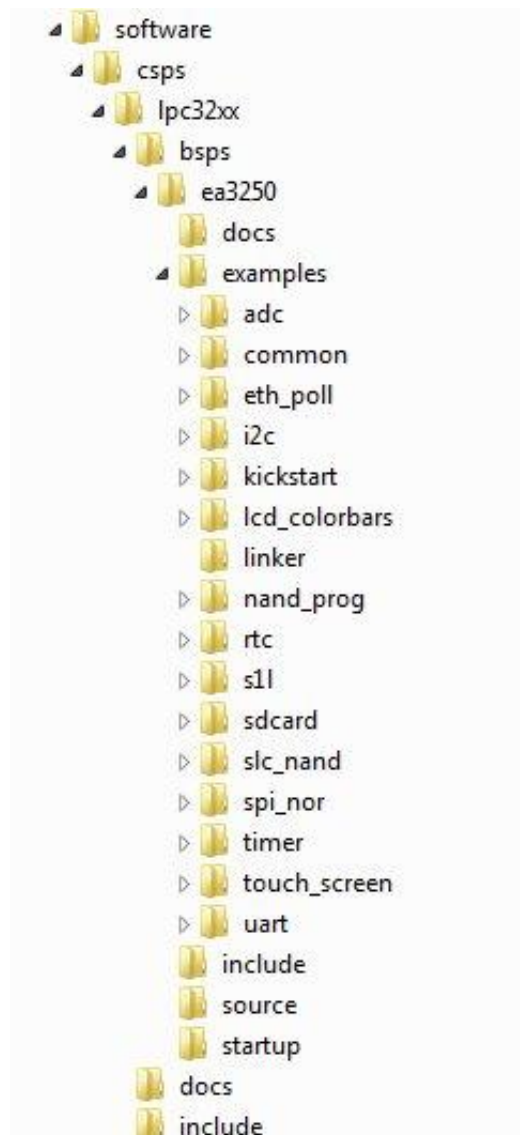 software
csps
lpc32xx
bsps
ea3250
docs
examples
adc
common
eth_poll
i2c
kickstart
lcd_colorbars
linker
nand_prog
rtc
s1l
sdcard
slc_nand
spi_nor
timer
touch_screen
uart
include
source
startup
docs
include